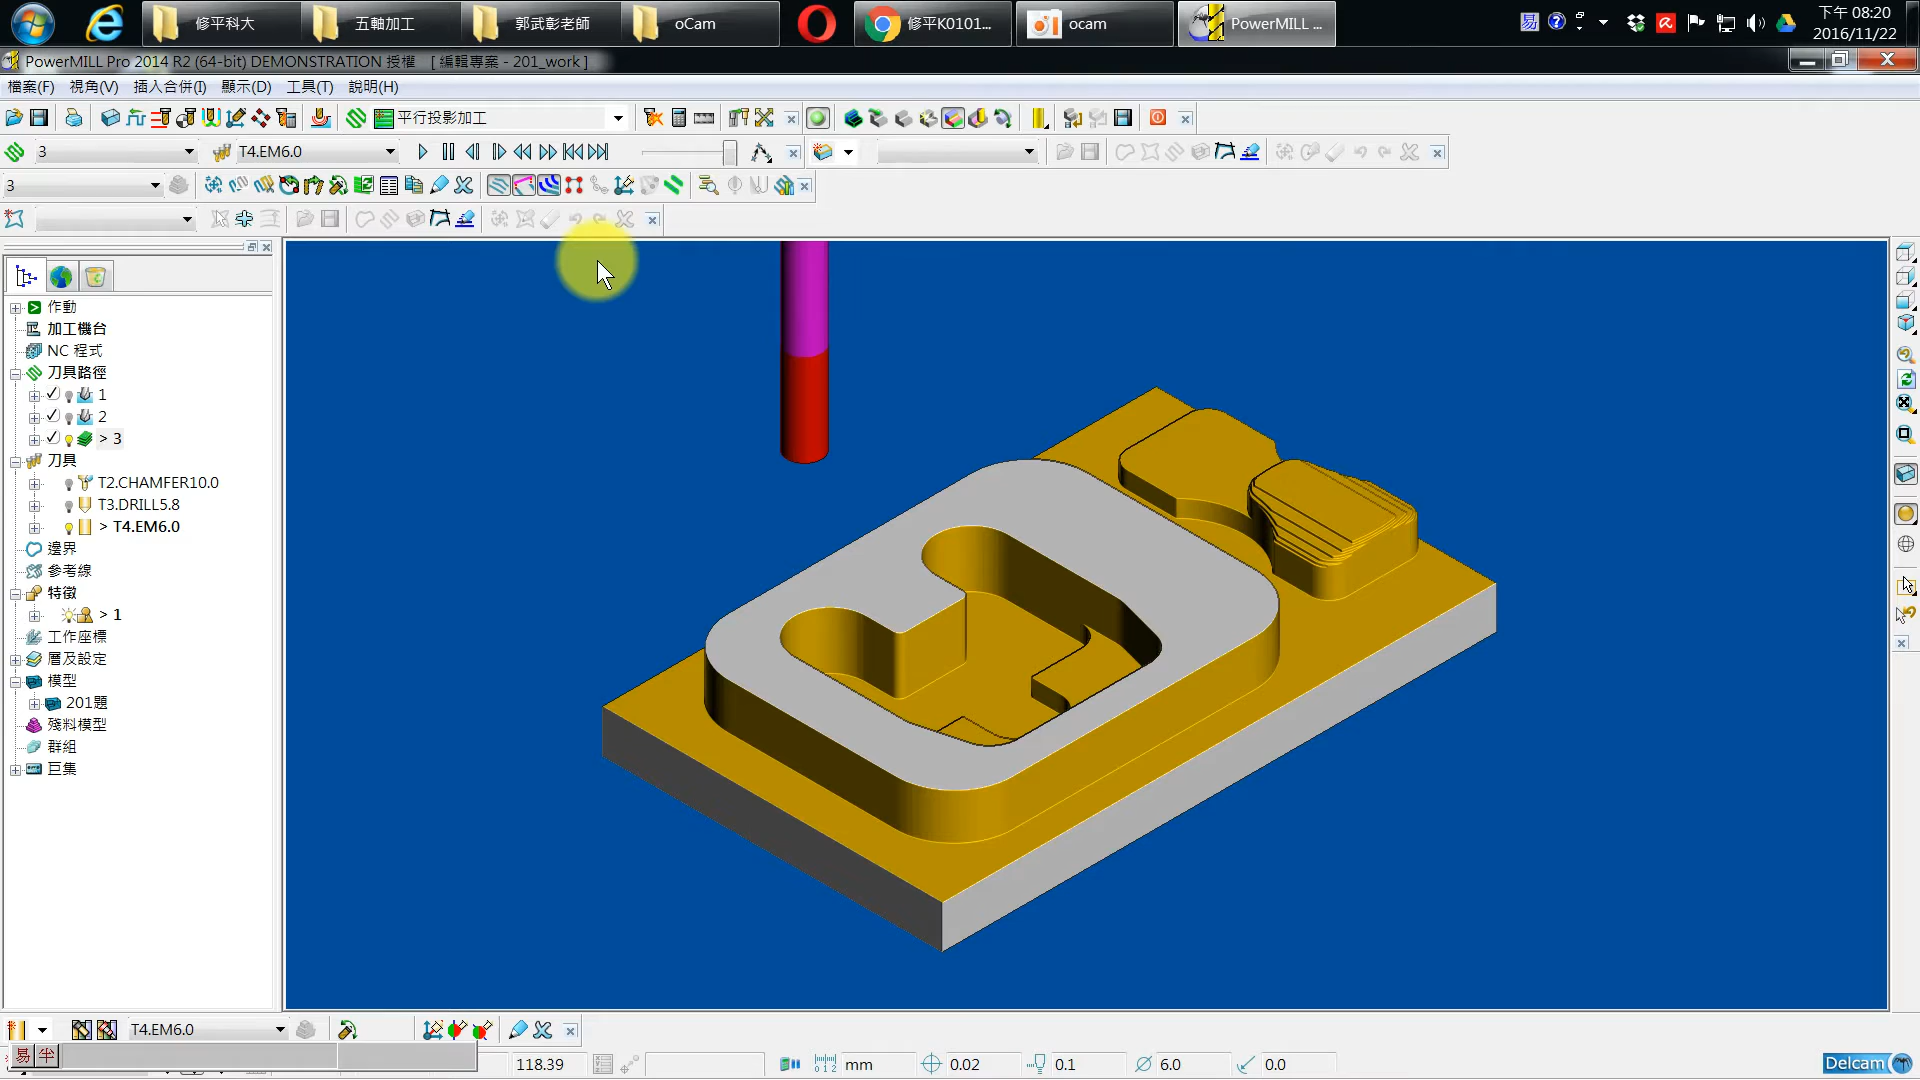 修平科大
五軸加工
郭武彰老師
oCam
修平K0101...
ocam
PowerMILL ...
易
下午 08:20
2016/11/22
PowerMILL Pro 2014 R2 (64-bit) DEMONSTRATION 授權 [ 編輯專案 - 201_work ]
檔案(F) 視角(V) 插入合併(I) 顯示(D) 工具(T) 說明(H)
平行投影加工
3
T4.EM6.0
3
作動
加工機台
NC 程式
刀具路徑
1
2
> 3
刀具
T2.CHAMFER10.0
T3.DRILL5.8
> T4.EM6.0
邊界
參考線
特徵
> 1
工作座標
層及設定
模型
201題
殘料模型
群組
巨集
T4.EM6.0
易 半
118.39
mm
0.02
0.1
6.0
0.0
Delcam